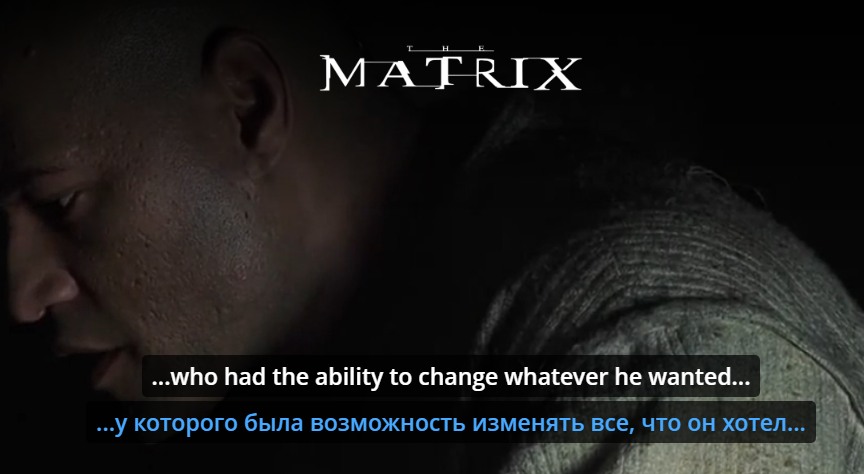 THE
MATRIX
...who had the ability to change whatever he wanted...
...у которого была возможность изменять все, что он хотел...